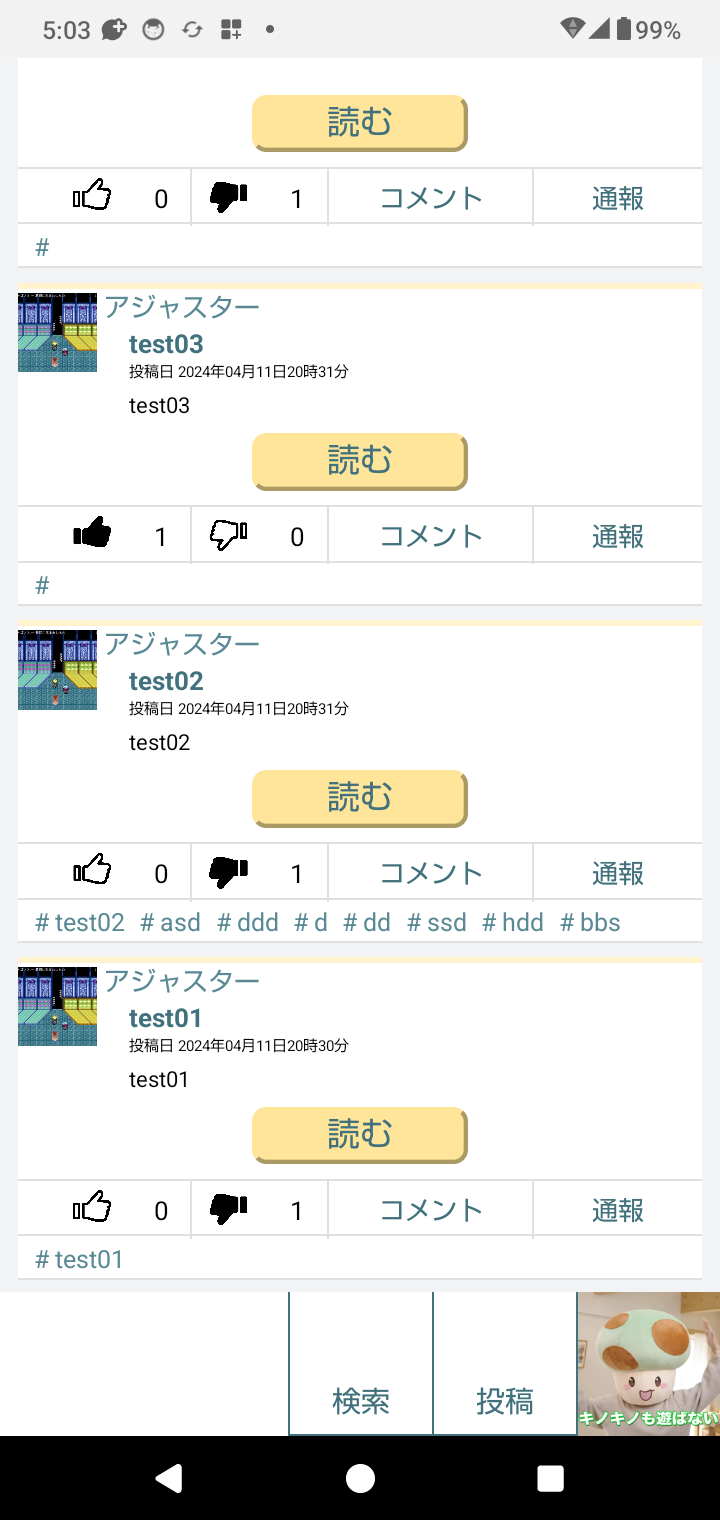 5:03 99%
読む
0 1 コメント 通報
#
アジャスター
test03
投稿日 2024年04月11日20時31分
test03
読む
1 0 コメント 通報
#
アジャスター
test02
投稿日 2024年04月11日20時31分
test02
読む
0 1 コメント 通報
# test02 # asd # ddd # d # dd # ssd # hdd # bbs
アジャスター
test01
投稿日 2024年04月11日20時30分
test01
読む
0 1 コメント 通報
# test01
検索 投稿
キノキノも遊ばない